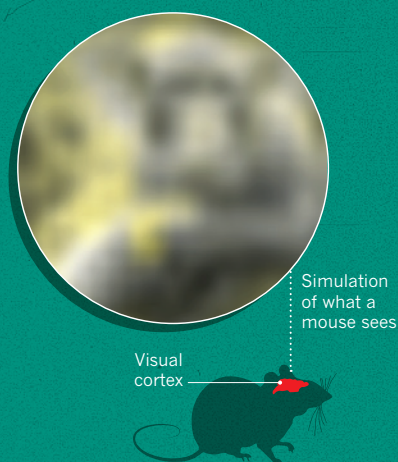 Simulation
of what a
mouse sees
Visual
cortex